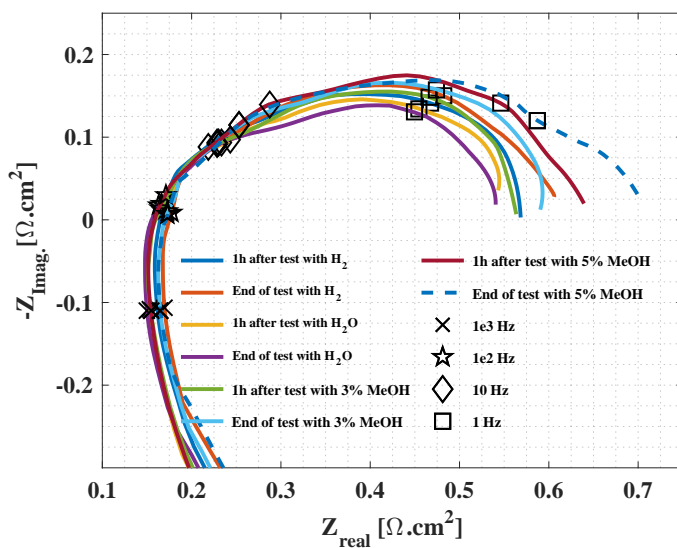 0.2
0.1
0
-0.1
-0.2
-Z_Imag. [Ω.cm²]
1h after test with H₂
End of test with H₂
1h after test with H₂O
End of test with H₂O
1h after test with 3% MeOH
End of test with 3% MeOH
1h after test with 5% MeOH
End of test with 5% MeOH
1e3 Hz
1e2 Hz
10 Hz
1 Hz
0.1 0.2 0.3 0.4 0.5 0.6 0.7
Z_real [Ω.cm²]